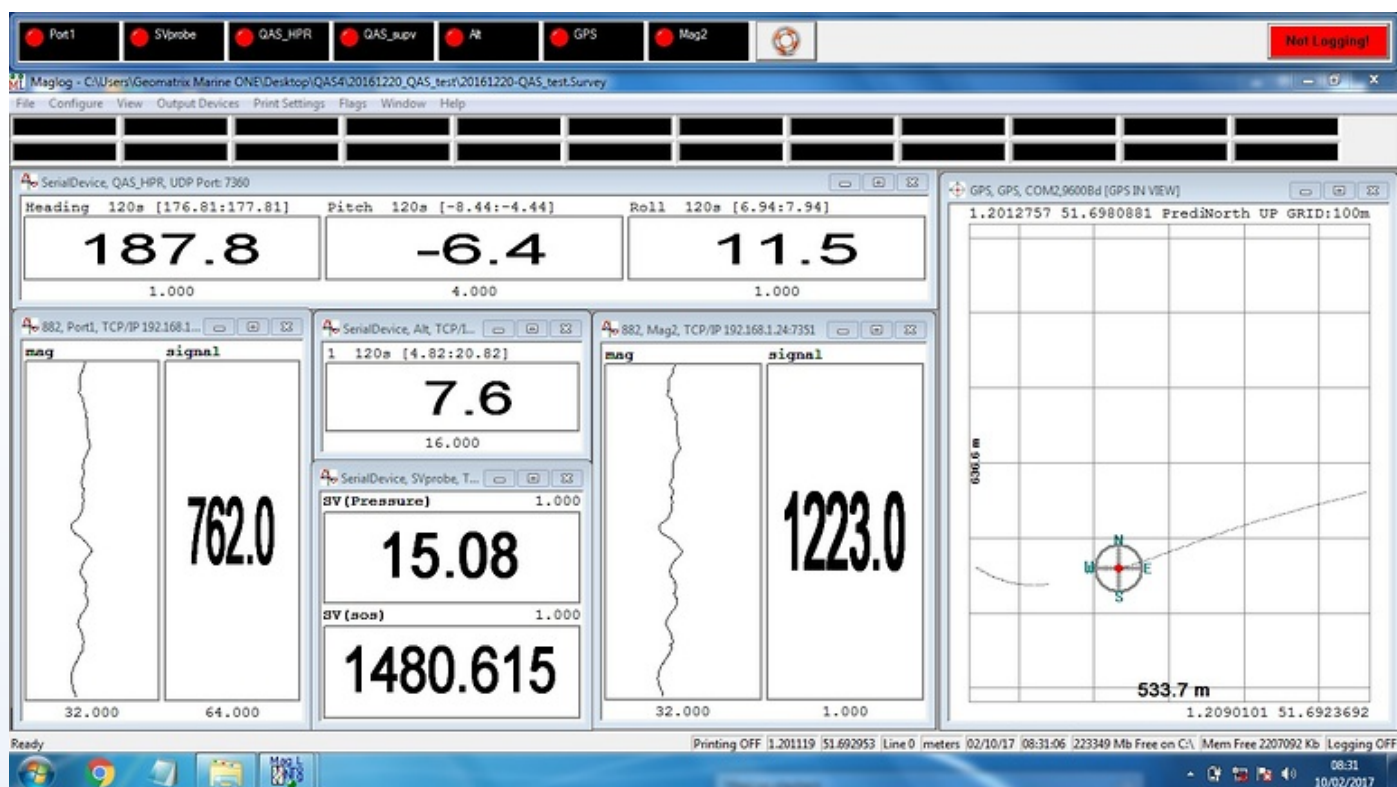 Port1 SVprobe QAS_HPR QAS_supv Alt GPS Mag2 Not Logging!
Maglog - C:\Users\Geomatrix Marine ONE\Desktop\QAS4\20161220_QAS_test\20161220-QAS_test.Survey
File Configure View Output Devices Print Settings Flags Window Help
SerialDevice, QAS_HPR, UDP Port: 7360
Heading 120s [176.81:177.81] Pitch 120s [-8.44:-4.44] Roll 120s [6.94:7.94]
187.8 -6.4 11.5
1.000 4.000 1.000
882, Port1, TCP/IP 192.168.1...
mag signal
762.0
32.000 64.000
SerialDevice, Alt, TCP/I...
1 120s [4.82:20.82]
7.6
16.000
SerialDevice, SVprobe, T...
SV(Pressure) 1.000
15.08
SV(sos) 1.000
1480.615
882, Mag2, TCP/IP 192.168.1.24:7351
mag signal
1223.0
32.000 1.000
GPS, GPS, COM2,9600Bd [GPS IN VIEW]
1.2012757 51.6980881 PrediNorth UP GRID:100m
636.6 m
N
W E
S
533.7 m
1.2090101 51.6923692
Ready Printing OFF 1.201119 51.692953 Line 0 meters 02/10/17 08:31:06 223349 Mb Free on C:\ Mem Free 2207092 Kb Logging OFF
08:31
10/02/2017